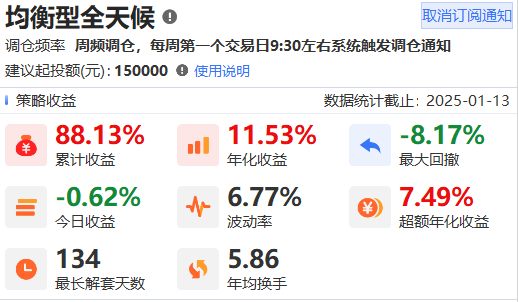 均衡型全天候
取消订阅通知
调仓频率 周频调仓，每周第一个交易日9:30左右系统触发调仓通知
建议起投额(元)：150000 使用说明
策略收益 数据统计截止：2025-01-13
88.13% 11.53% -8.17%
累计收益 年化收益 最大回撤
-0.62% 6.77% 7.49%
今日收益 波动率 超额年化收益
134 5.86
最长解套天数 年均换手